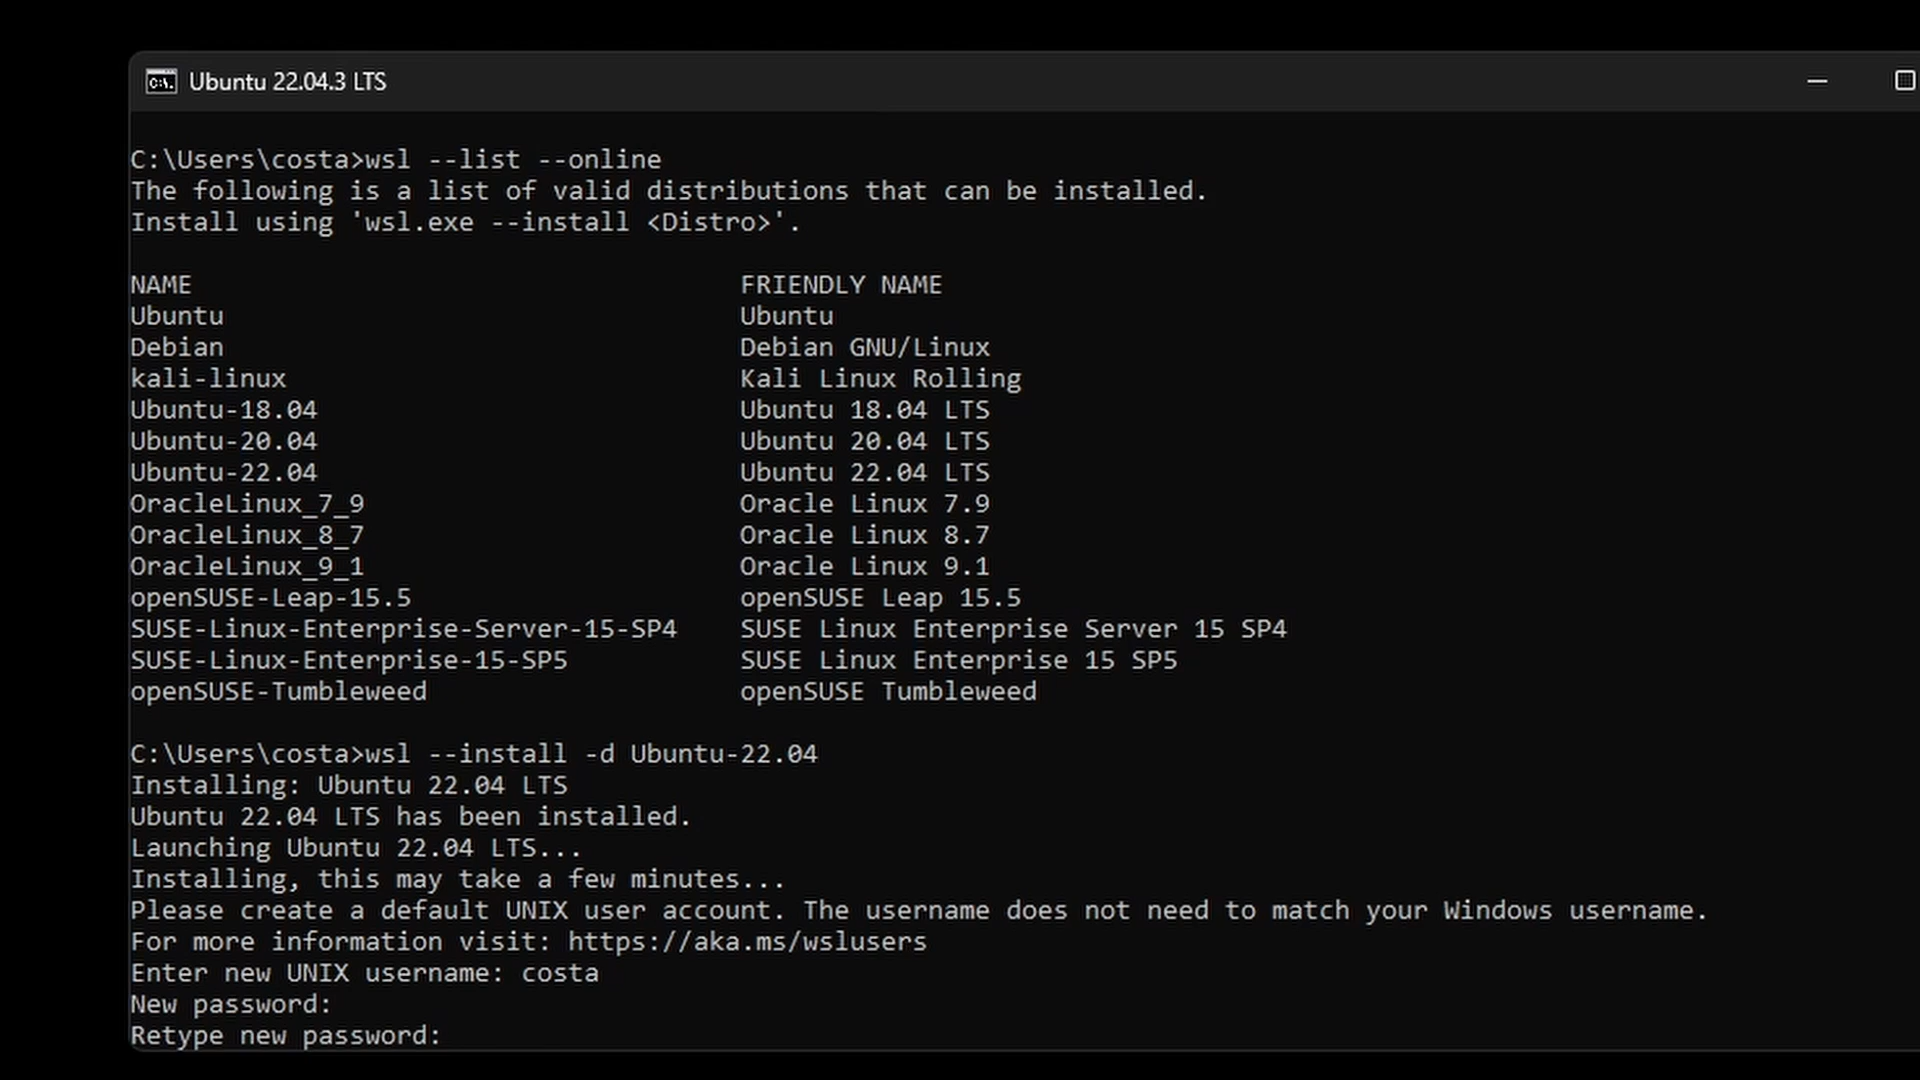 Ubuntu 22.04.3 LTS
C:\Users\costa>wsl --list --online
The following is a list of valid distributions that can be installed.
Install using 'wsl.exe --install <Distro>'.
NAME FRIENDLY NAME
Ubuntu Ubuntu
Debian Debian GNU/Linux
kali-linux Kali Linux Rolling
Ubuntu-18.04 Ubuntu 18.04 LTS
Ubuntu-20.04 Ubuntu 20.04 LTS
Ubuntu-22.04 Ubuntu 22.04 LTS
OracleLinux_7_9 Oracle Linux 7.9
OracleLinux_8_7 Oracle Linux 8.7
OracleLinux_9_1 Oracle Linux 9.1
openSUSE-Leap-15.5 openSUSE Leap 15.5
SUSE-Linux-Enterprise-Server-15-SP4 SUSE Linux Enterprise Server 15 SP4
SUSE-Linux-Enterprise-15-SP5 SUSE Linux Enterprise 15 SP5
openSUSE-Tumbleweed openSUSE Tumbleweed
C:\Users\costa>wsl --install -d Ubuntu-22.04
Installing: Ubuntu 22.04 LTS
Ubuntu 22.04 LTS has been installed.
Launching Ubuntu 22.04 LTS...
Installing, this may take a few minutes...
Please create a default UNIX user account. The username does not need to match your Windows username.
For more information visit: https://aka.ms/wslusers
Enter new UNIX username: costa
New password:
Retype new password: